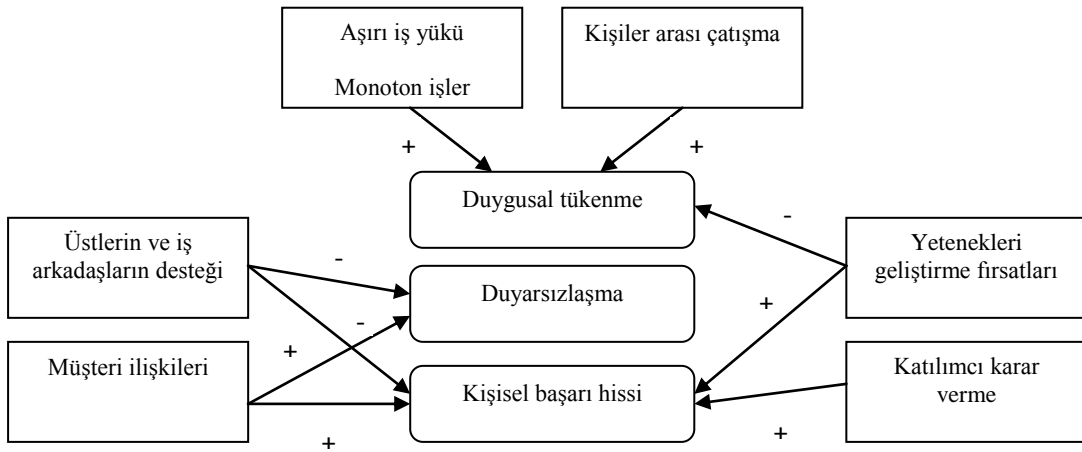 Aşırı iş yükü
Monoton işler
Kişiler arası çatışma
+
+
Duygusal tükenme
-
Üstlerin ve iş
arkadaşların desteği
-
Yetenekleri
geliştirme fırsatları
Duyarsızlaşma
-
+
+
Müşteri ilişkileri
Kişisel başarı hissi
Katılımcı karar
verme
+
+